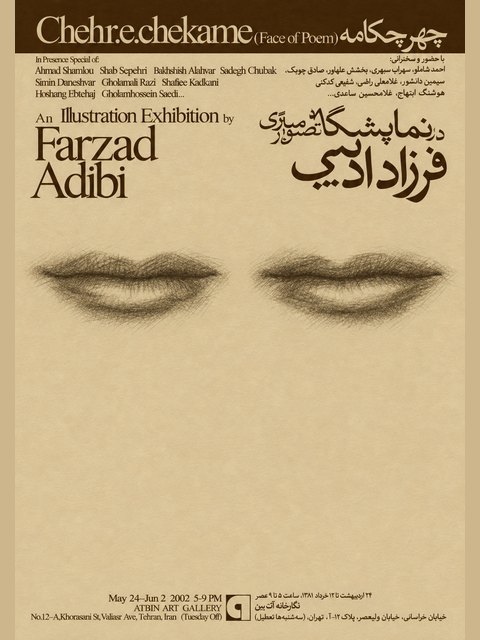 Chehr.e.chekame (Face of Poem) چهرچکامه
In Presence Special of:
Ahmad Shamlou Shab Sepehri Bakhshish Alahvar Sadegh Chubak
Simin Daneshvar Gholamali Razi Shafiee Kadkani
Hoshang Ebtehaj Gholamhossein Saedi...
با حضور و سخنرانی:
احمد شاملو، سهراب سپهری، بخشش علهاور، صادق چوبک،
سیمین دانشور، غلامعلی راضی، شفیعی کدکنی
هوشنگ ابتهاج، غلامحسین ساعدی...
An Illustration Exhibition by
Farzad
Adibi
در نمایشگاه
فرزاد ادیبی
May 24–Jun 2 2002 5-9 PM
ATBIN ART GALLERY
No.12–A,Khorasani St,Valiasr Ave, Tehran, Iran (Tuesday Off)
۲۴ اردیبهشت تا ۱۲ خرداد ۱۳۸۱، ساعت ۵ تا ۹ عصر
نگارخانه آت بین
خیابان خراسانی، خیابان ولیعصر، پلاک ۱۲-آ، تهران، (سه‌شنبه‌ها تعطیل)